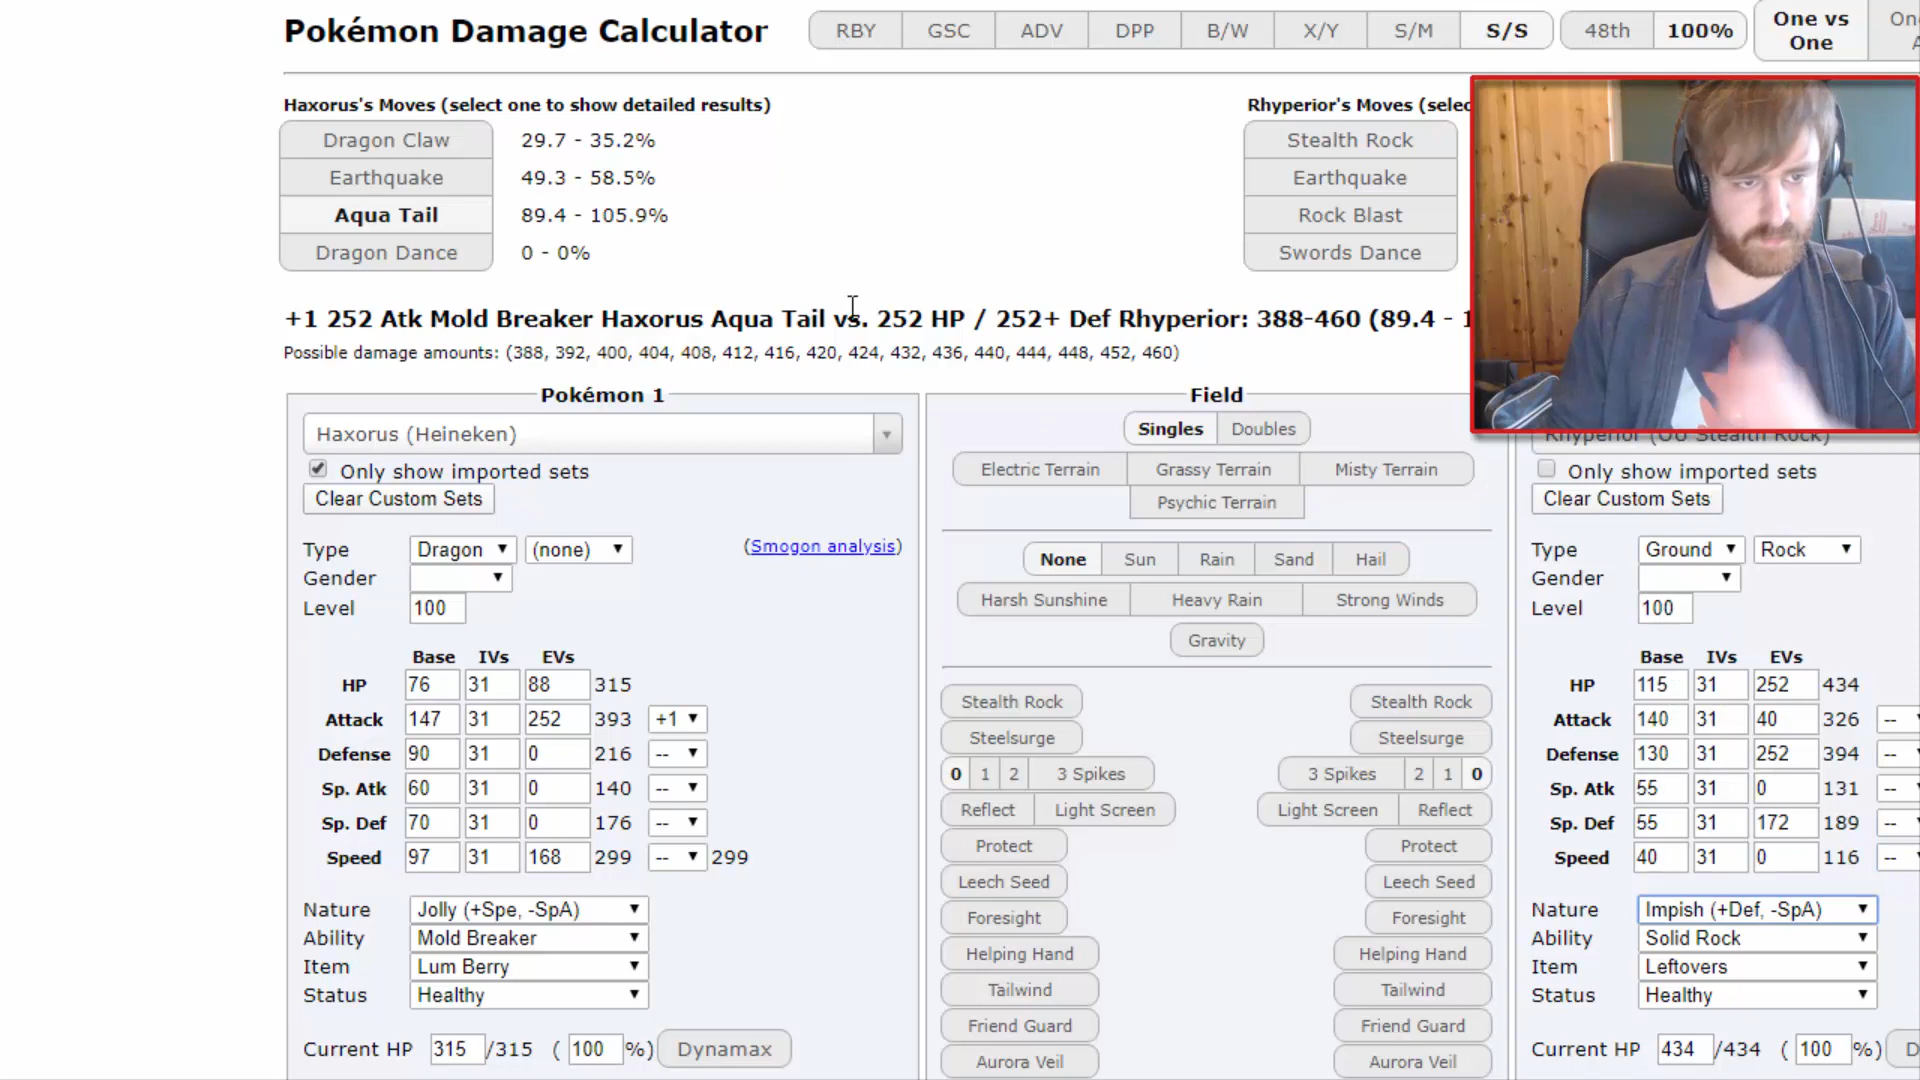 Pokémon Damage Calculator
RBY GSC ADV DPP B/W X/Y S/M S/S 48th 100% One vs One
Haxorus's Moves (select one to show detailed results)
Dragon Claw 29.7 - 35.2%
Earthquake 49.3 - 58.5%
Aqua Tail 89.4 - 105.9%
Dragon Dance 0 - 0%
Rhyperior's Moves (selec
Stealth Rock
Earthquake
Rock Blast
Swords Dance
+1 252 Atk Mold Breaker Haxorus Aqua Tail vs. 252 HP / 252+ Def Rhyperior: 388-460 (89.4 - 1
Possible damage amounts: (388, 392, 400, 404, 408, 412, 416, 420, 424, 432, 436, 440, 444, 448, 452, 460)
Pokémon 1
Haxorus (Heineken)
Only show imported sets
Clear Custom Sets
Type Dragon (none) (Smogon analysis)
Gender
Level 100
Base IVs EVs
HP 76 31 88 315
Attack 147 31 252 393 +1
Defense 90 31 0 216 --
Sp. Atk 60 31 0 140 --
Sp. Def 70 31 0 176 --
Speed 97 31 168 299 -- 299
Nature Jolly (+Spe, -SpA)
Ability Mold Breaker
Item Lum Berry
Status Healthy
Current HP 315 /315 ( 100 %) Dynamax
Field
Singles Doubles
Electric Terrain Grassy Terrain Misty Terrain
Psychic Terrain
None Sun Rain Sand Hail
Harsh Sunshine Heavy Rain Strong Winds
Gravity
Stealth Rock Stealth Rock
Steelsurge Steelsurge
0 1 2 3 Spikes 3 Spikes 2 1 0
Reflect Light Screen Light Screen Reflect
Protect Protect
Leech Seed Leech Seed
Foresight Foresight
Helping Hand Helping Hand
Tailwind Tailwind
Friend Guard Friend Guard
Aurora Veil Aurora Veil
Rhyperior (OU Stealth Rock)
Only show imported sets
Clear Custom Sets
Type Ground Rock
Gender
Level 100
Base IVs EVs
HP 115 31 252 434
Attack 140 31 40 326 --
Defense 130 31 252 394 --
Sp. Atk 55 31 0 131 --
Sp. Def 55 31 172 189 --
Speed 40 31 0 116 --
Nature Impish (+Def, -SpA)
Ability Solid Rock
Item Leftovers
Status Healthy
Current HP 434 /434 ( 100 %)